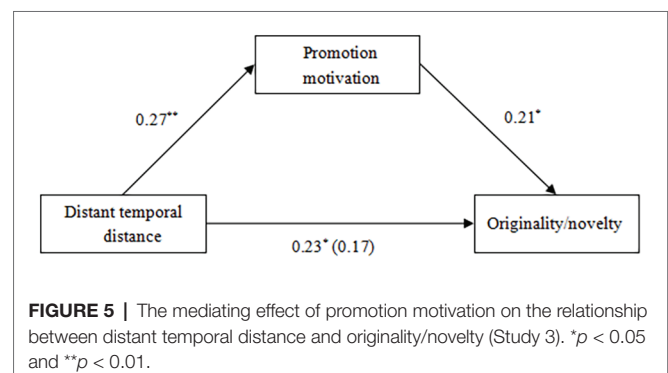 Promotion
motivation
0.27**
0.21*
Distant temporal
distance
Originality/novelty
0.23* (0.17)
FIGURE 5 | The mediating effect of promotion motivation on the relationship
between distant temporal distance and originality/novelty (Study 3). *p < 0.05
and **p < 0.01.